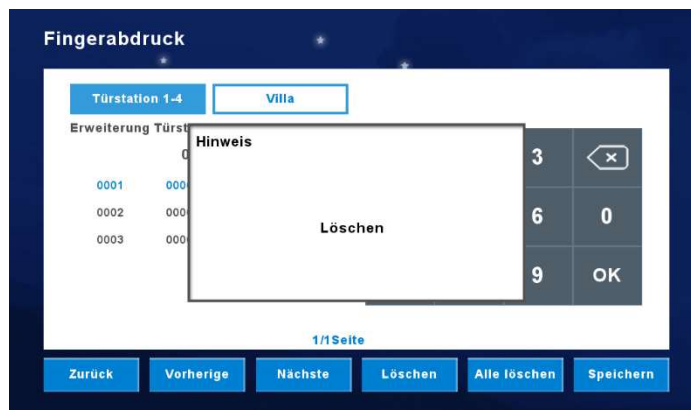 Fingerabdruck
Türstation 1-4 Villa
Erweiterung
Hinweis
3
0001
0002
6 0
Löschen
0003
9 OK
1/1Seite
Zurück Vorherige Nächste Löschen Alle löschen Speichern